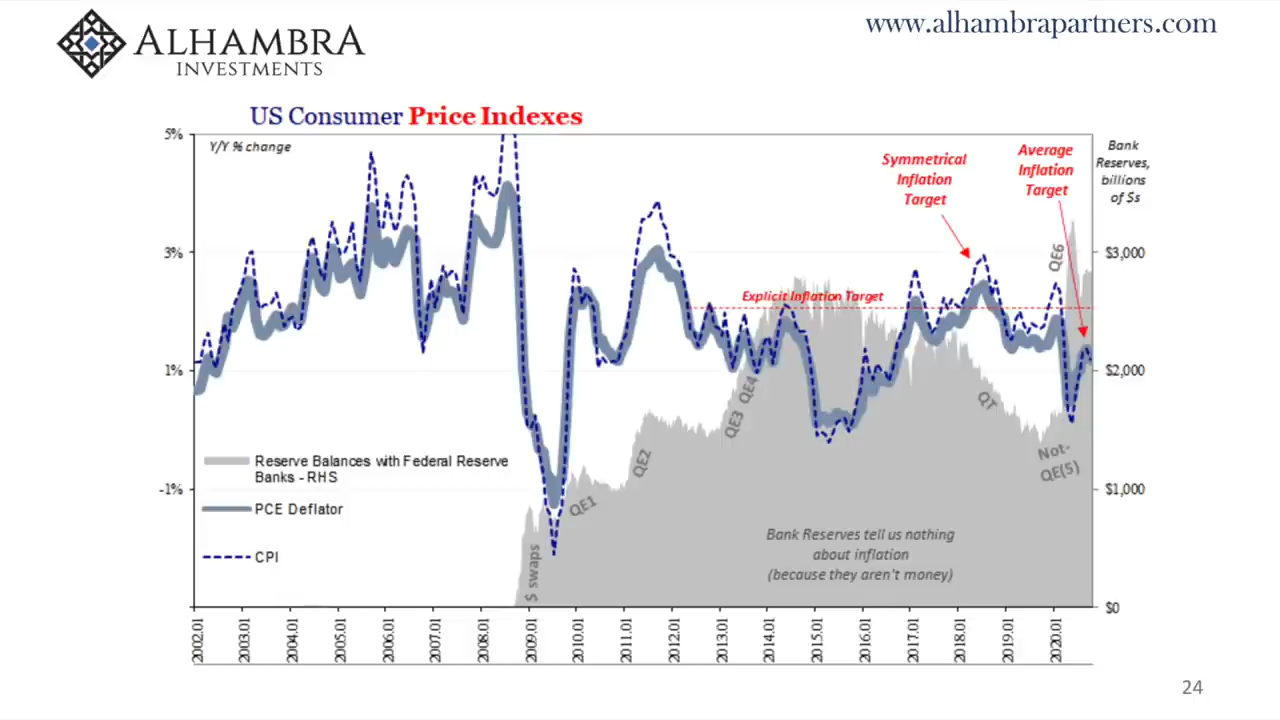 www.alhambrapartners.com
ALHAMBRA
INVESTMENTS
US Consumer Price Indexes
5%
3%
1%
-1%
Y/Y % change
Symmetrical
Inflation
Target
Average
Inflation
Target
Bank
Reserves,
billions
of $s
$3,000
$2,000
$1,000
$0
Explicit Inflation Target
QE6
QE4
QE3
QE2
QE1
$ swaps
QT
Not-
QE(5)
Reserve Balances with Federal Reserve
Banks - RHS
PCE Deflator
CPI
Bank Reserves tell us nothing
about inflation
(because they aren't money)
2002.01
2003.01
2004.01
2005.01
2006.01
2007.01
2008.01
2009.01
2010.01
2011.01
2012.01
2013.01
2014.01
2015.01
2016.01
2017.01
2018.01
2019.01
2020.01
24